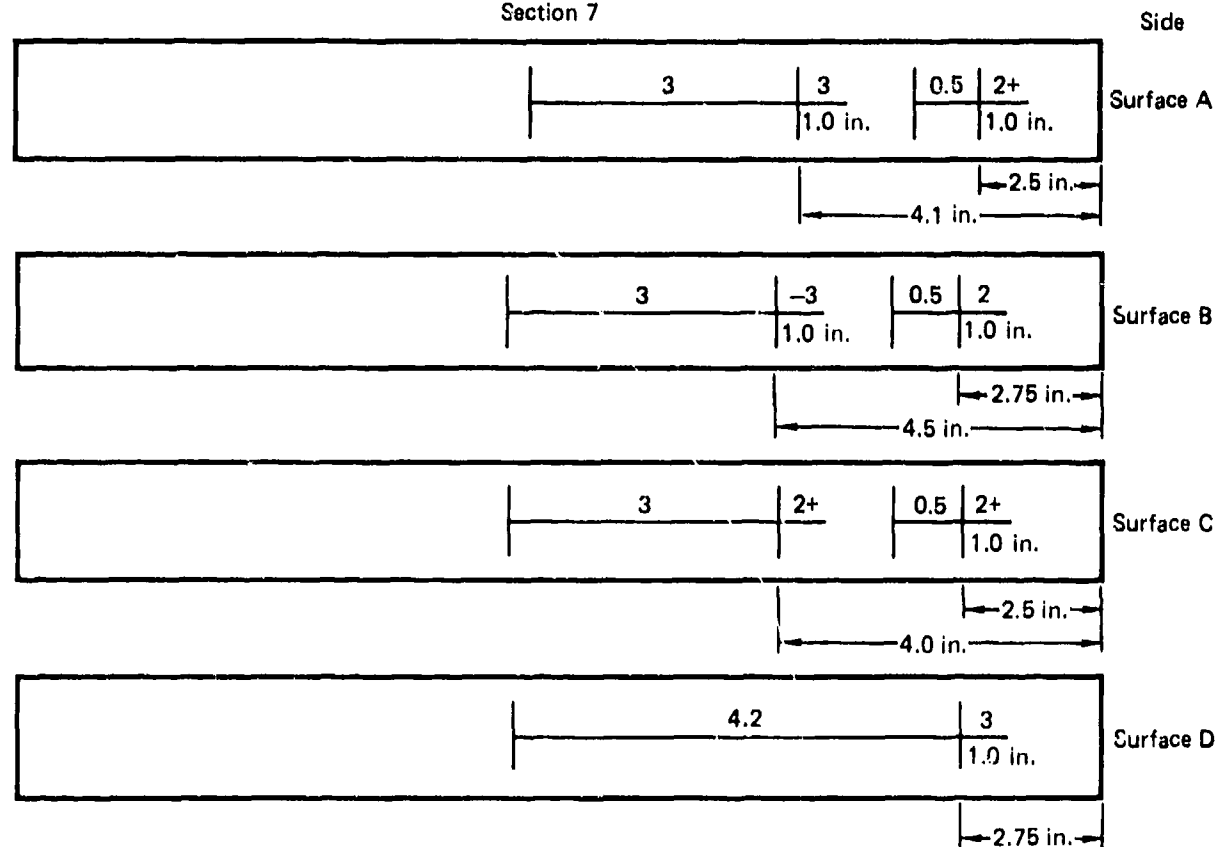 Section 7
Side
3 3 0.5 2+
1.0 in. 1.0 in.
Surface A
2.5 in.
4.1 in.
3 −3 0.5 2
1.0 in. 1.0 in.
Surface B
2.75 in.
4.5 in.
3 2+ 0.5 2+
1.0 in.
Surface C
2.5 in.
4.0 in.
4.2 3
1.0 in.
Surface D
2.75 in.